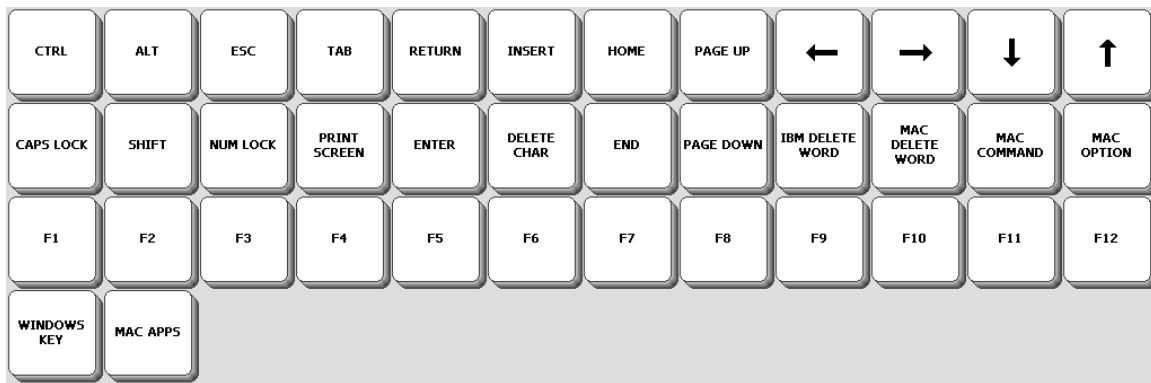 CTRL ALT ESC TAB RETURN INSERT HOME PAGE UP ← → ↓ ↑
CAPS LOCK SHIFT NUM LOCK PRINT SCREEN ENTER DELETE CHAR END PAGE DOWN IBM DELETE WORD MAC DELETE WORD MAC COMMAND MAC OPTION
F1 F2 F3 F4 F5 F6 F7 F8 F9 F10 F11 F12
WINDOWS KEY MAC APPS